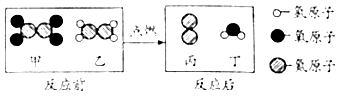 点燃
氢原子
甲 乙 丙 丁
氧原子
氮原子
反应前 反应后